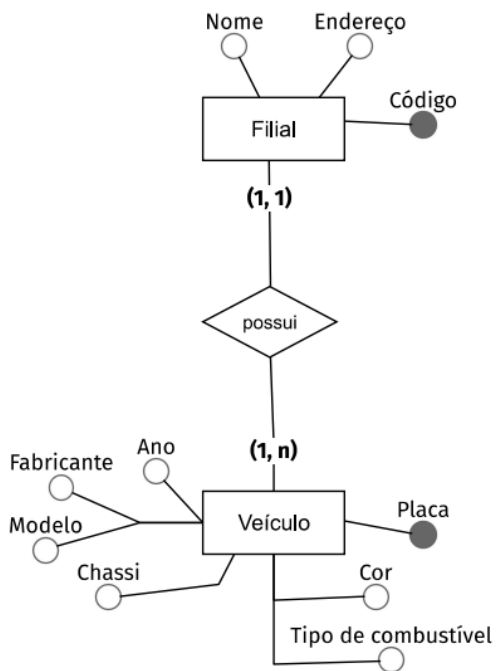 Nome
Endereço
Código
Filial
(1, 1)
possui
(1, n)
Ano
Fabricante
Modelo
Veículo
Placa
Chassi
Cor
Tipo de combustível